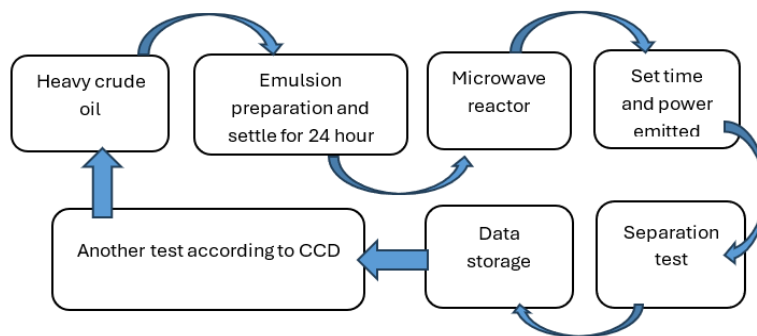 Heavy crude
oil
Emulsion
preparation and
settle for 24 hour
Microwave
reactor
Set time
and power
emitted
Separation
test
Data
storage
Another test according to CCD